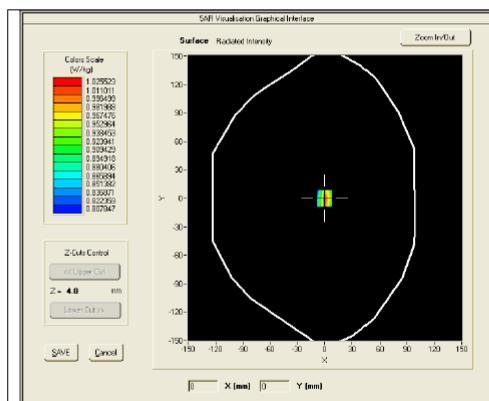 SAR Visualisation Graphical Interface
Surface Radiated Intensity
Zoom In/Out
Colors Scale
(W/kg)
1.025523
1.011011
0.996499
0.981988
0.967476
0.952964
0.938453
0.923941
0.909429
0.894918
0.880406
0.865894
0.851382
0.836871
0.822359
0.807847
150
120
90
60
30
0
-30
-60
-90
-120
-150
Y
-150 -120 -90 -60 -30 0 30 60 90 120 150
X
Z-Cuts Control
<< Upper Cut
Z = 4.0 mm
Lower Cut >>
SAVE Cancel
0 X (mm) 0 Y (mm)